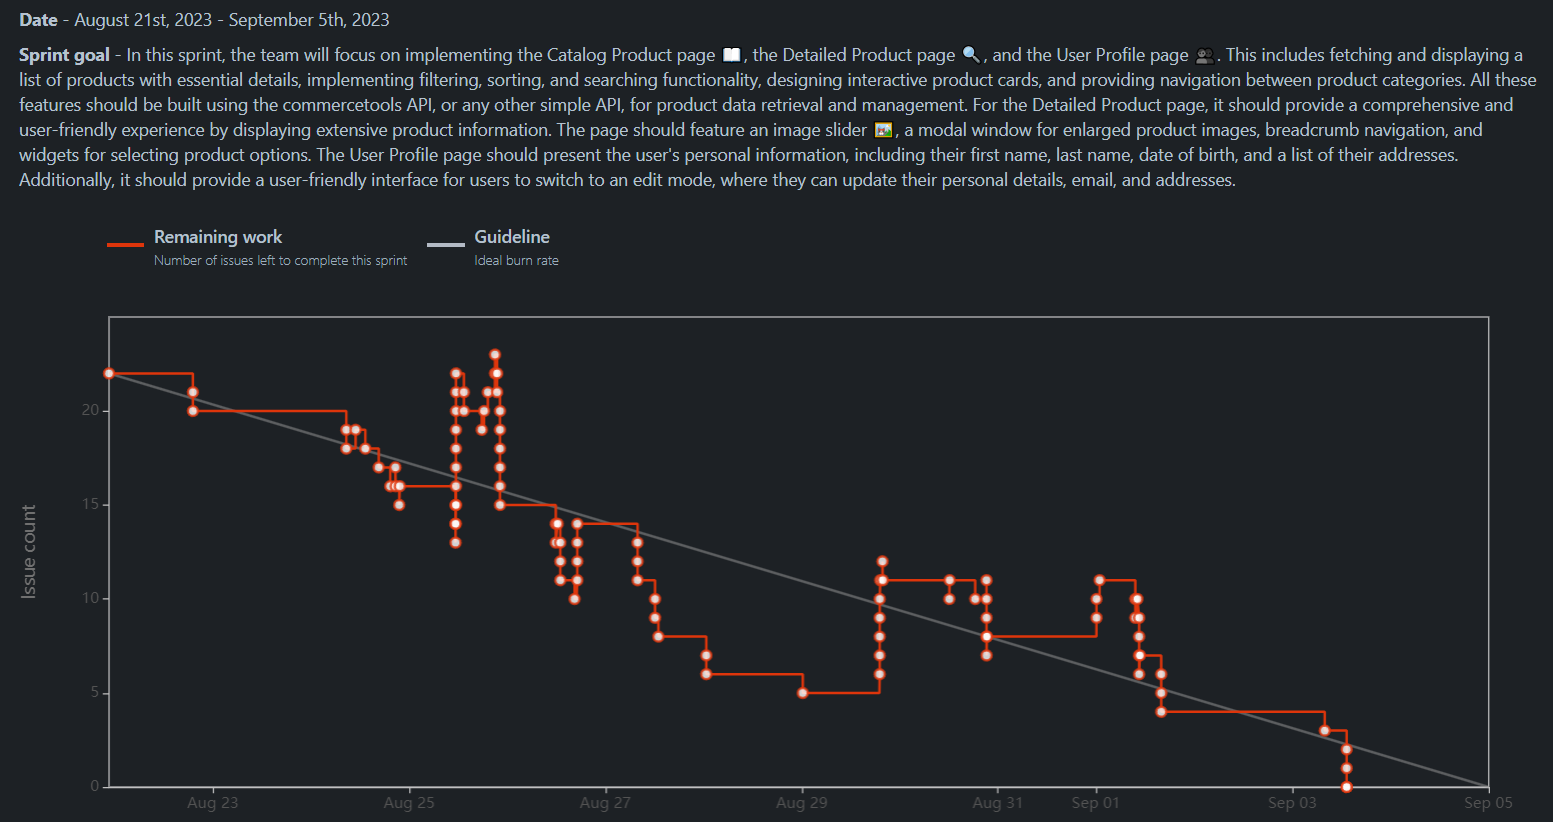 Date - August 21st, 2023 - September 5th, 2023
Sprint goal - In this sprint, the team will focus on implementing the Catalog Product page 📖, the Detailed Product page 🔍, and the User Profile page 👥. This includes fetching and displaying a
list of products with essential details, implementing filtering, sorting, and searching functionality, designing interactive product cards, and providing navigation between product categories. All these
features should be built using the commercetools API, or any other simple API, for product data retrieval and management. For the Detailed Product page, it should provide a comprehensive and
user-friendly experience by displaying extensive product information. The page should feature an image slider 🖼️, a modal window for enlarged product images, breadcrumb navigation, and
widgets for selecting product options. The User Profile page should present the user's personal information, including their first name, last name, date of birth, and a list of their addresses.
Additionally, it should provide a user-friendly interface for users to switch to an edit mode, where they can update their personal details, email, and addresses.
Remaining work
Number of issues left to complete this sprint
Guideline
Ideal burn rate
Issue count
20
15
10
5
0
Aug 23
Aug 25
Aug 27
Aug 29
Aug 31
Sep 01
Sep 03
Sep 05